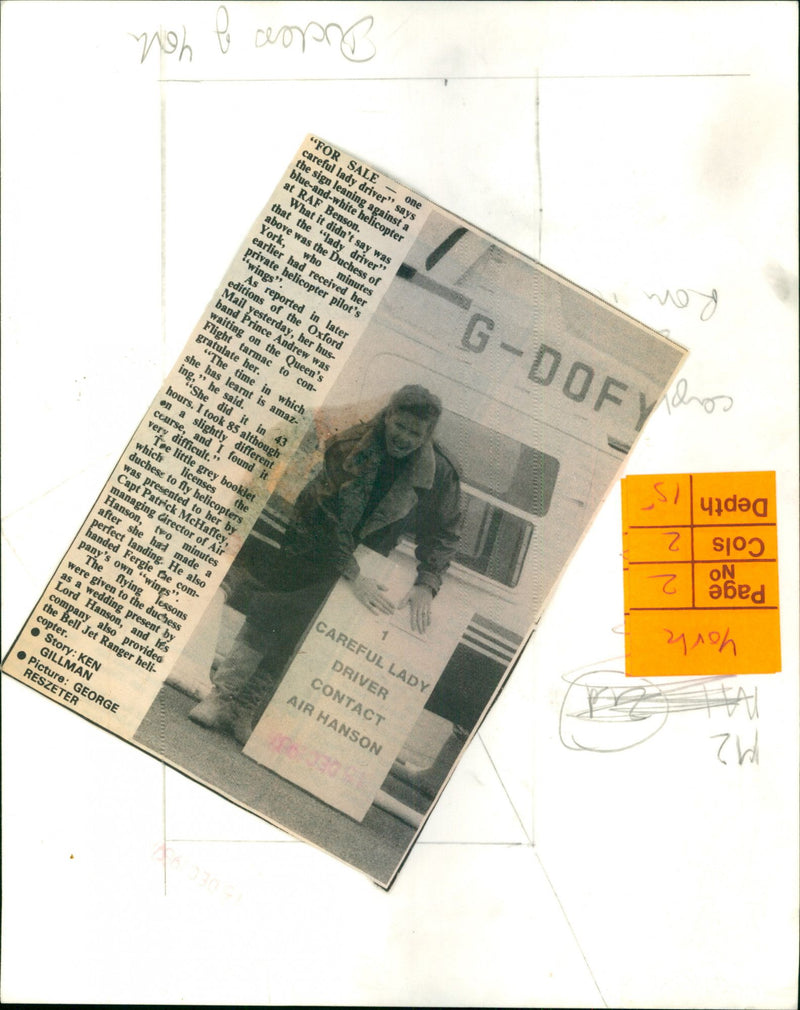 Duchess of York
"FOR SALE — one
careful lady driver" says
the sign leaning against a
blue-and-white helicopter
at RAF Benson.
What it didn't say was
that the "lady driver"
above was the Duchess of
York, who minutes
earlier had received her
private helicopter pilot's
"wings".
As reported in later
editions of the Oxford
Mail yesterday, her hus-
band Prince Andrew was
waiting on the Queen's
Flight tarmac to con-
gratulate her.
"The time in which
she has learnt is amaz-
ing," he said.
"She did it in 43
hours. I took 85 although
on a slightly different
course, and I found it
very difficult."
The little grey booklet
which licenses the
duchess to fly helicopters
was presented to her by
Capt Patrick McHaffey,
managing director of Air
Hanson, two minutes
after she had made a
perfect landing. He also
handed Fergie the com-
pany's own "wings".
The flying lessons
were given to the duchess
as a wedding present by
Lord Hanson, and his
company also provided
the Bell Jet Ranger heli-
copter.
● Story: KEN
GILLMAN
● Picture: GEORGE
RESZETER
G-DOFY
1
CAREFUL LADY
DRIVER
CONTACT
AIR HANSON
York
Page No 2
Cols 2
Depth 15
M2